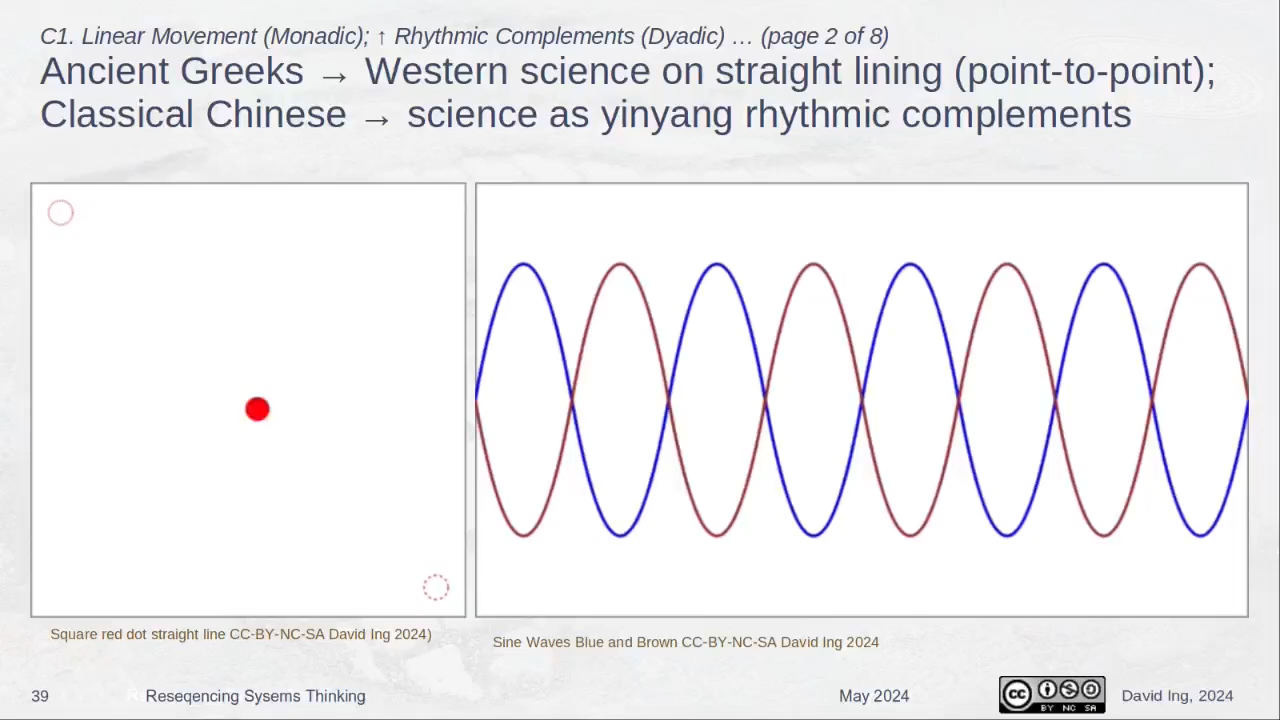 C1. Linear Movement (Monadic); ↑ Rhythmic Complements (Dyadic) … (page 2 of 8)
Ancient Greeks → Western science on straight lining (point-to-point);
Classical Chinese → science as yinyang rhythmic complements
Square red dot straight line CC-BY-NC-SA David Ing 2024)
Sine Waves Blue and Brown CC-BY-NC-SA David Ing 2024
39
Reseqencing Sysems Thinking
May 2024
cc
BY NC SA
David Ing, 2024